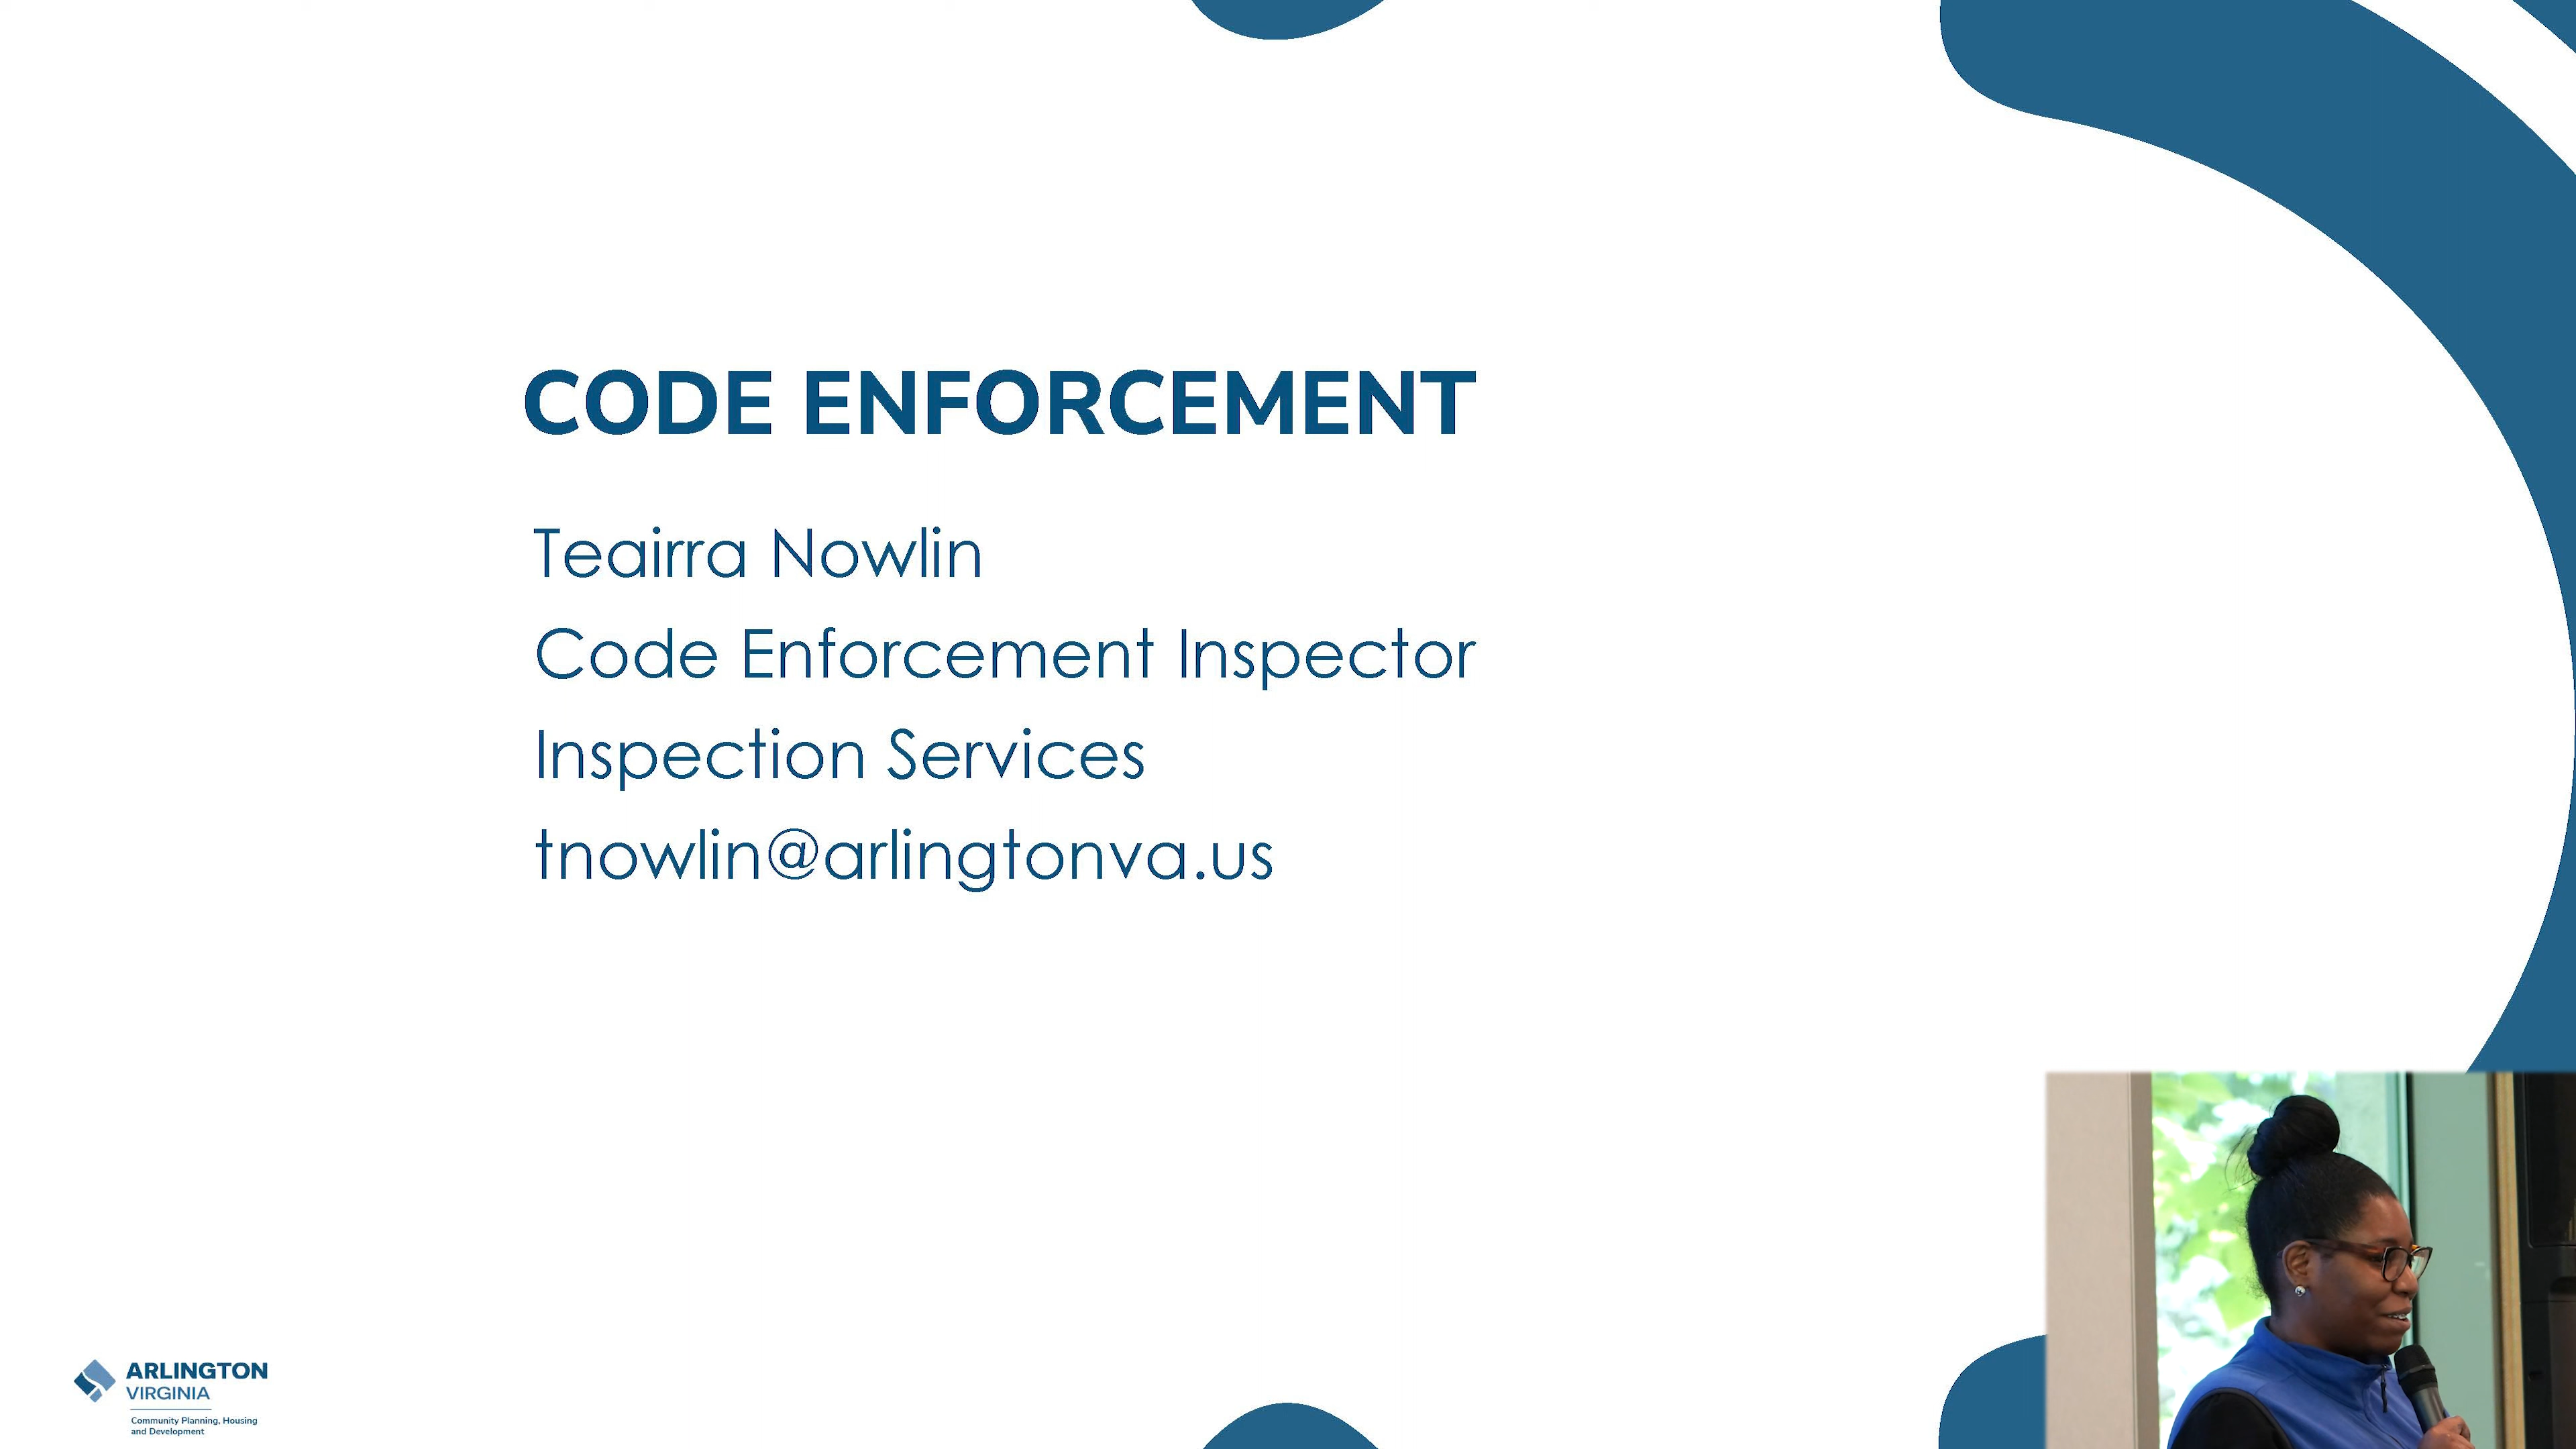 CODE ENFORCEMENT
Teairra Nowlin
Code Enforcement Inspector
Inspection Services
tnowlin@arlingtonva.us
ARLINGTON
VIRGINIA
Community Planning, Housing
and Development